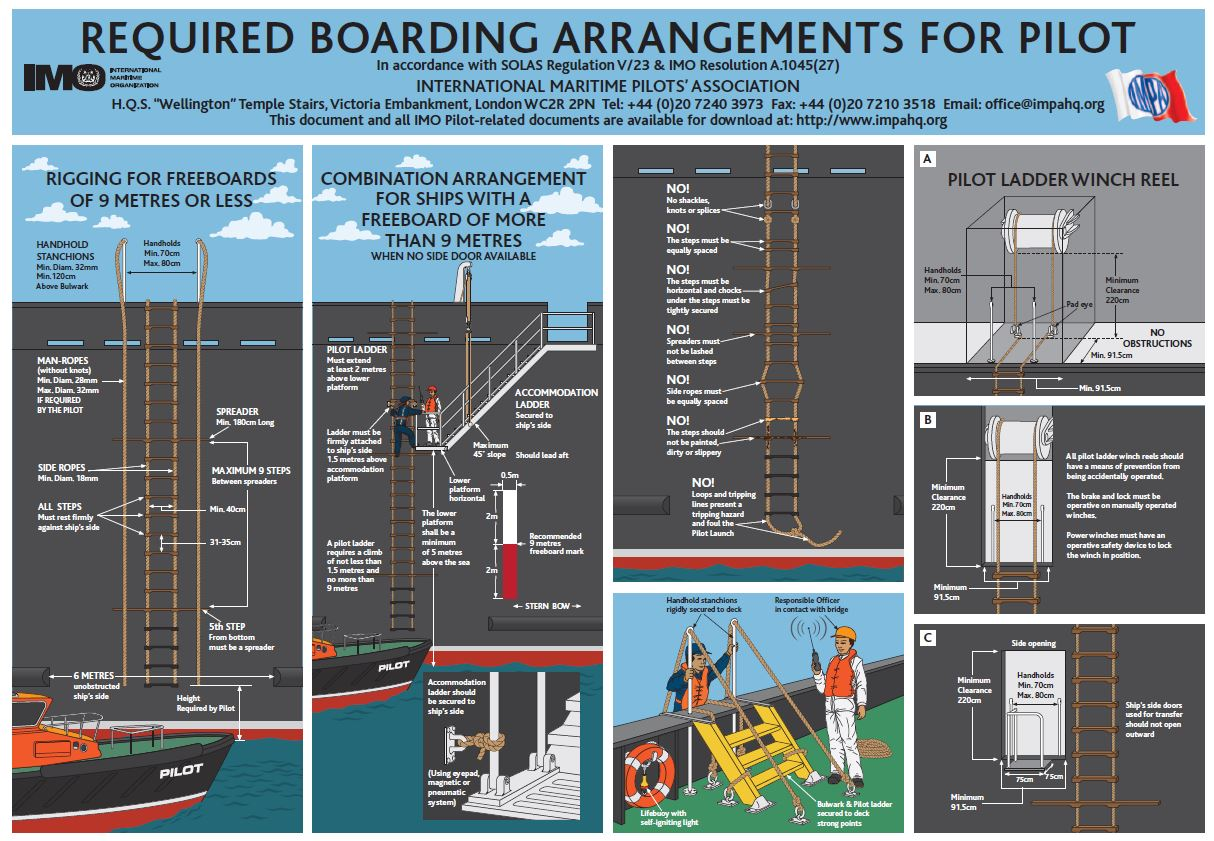 REQUIRED BOARDING ARRANGEMENTS FOR PILOT
In accordance with SOLAS Regulation V/23 & IMO Resolution A.1045(27)
IMO
INTERNATIONAL
MARITIME
ORGANIZATION
INTERNATIONAL MARITIME PILOTS' ASSOCIATION
H.Q.S. "Wellington" Temple Stairs, Victoria Embankment, London WC2R 2PN Tel: +44 (0)20 7240 3973 Fax: +44 (0)20 7210 3518 Email: office@impahq.org
This document and all IMO Pilot-related documents are available for download at: http://www.impahq.org
IMPA
RIGGING FOR FREEBOARDS
OF 9 METRES OR LESS
HANDHOLD
STANCHIONS
Min. Diam. 32mm
Min. 120cm
Above Bulwark
Handholds
Min. 70cm
Max. 80cm
MAN-ROPES
(without knots)
Min. Diam. 28mm
Max. Diam. 32mm
IF REQUIRED
BY THE PILOT
SPREADER
Min. 180cm Long
SIDE ROPES
Min. Diam. 18mm
MAXIMUM 9 STEPS
Between spreaders
ALL STEPS
Must rest firmly
against ship's side
Min. 40cm
31-35cm
5th STEP
From bottom
must be a spreader
6 METRES
unobstructed
ship's side
Height
Required by Pilot
PILOT
COMBINATION ARRANGEMENT
FOR SHIPS WITH A
FREEBOARD OF MORE
THAN 9 METRES
WHEN NO SIDE DOOR AVAILABLE
PILOT LADDER
Must extend
at least 2 metres
above lower
platform
ACCOMMODATION
LADDER
Secured to
ship's side
Ladder must be
firmly attached
to ship's side
1.5 metres above
accommodation
platform
Maximum
45° slope
Should lead aft
Lower
platform
horizontal
0.5m
2m
2m
The lower
platform
shall be a
minimum
of 5 metres
above the sea
Recommended
9 metres
freeboard mark
A pilot ladder
requires a climb
of not less than
1.5 metres and
no more than
9 metres
STERN BOW
PILOT
Accommodation
ladder should
be secured to
ship's side
(Using eyepad,
magnetic or
pneumatic
system)
NO!
No shackles,
knots or splices
NO!
The steps must be
equally spaced
NO!
The steps must be
horizontal and chocks
under the steps must be
tightly secured
NO!
Spreaders must
not be lashed
between steps
NO!
Side ropes must
be equally spaced
NO!
The steps should
not be painted,
dirty or slippery
NO!
Loops and tripping
lines present a
tripping hazard
and foul the
Pilot Launch
Handhold stanchions
rigidly secured to deck
Responsible Officer
in contact with bridge
Lifebuoy with
self-igniting light
Bulwark & Pilot ladder
secured to deck
strong points
A
PILOT LADDER WINCH REEL
Handholds
Min. 70cm
Max. 80cm
Minimum
Clearance
220cm
Pad eye
NO
OBSTRUCTIONS
Min. 91.5cm
Min. 91.5cm
B
Minimum
Clearance
220cm
Handholds
Min. 70cm
Max. 80cm
Minimum
91.5cm
All pilot ladder winch reels should
have a means of prevention from
being accidentally operated.
The brake and lock must be
operative on manually operated
winches.
Power winches must have an
operative safety device to lock
the winch in position.
C
Side opening
Minimum
Clearance
220cm
Handholds
Min. 70cm
Max. 80cm
Ship's side doors
used for transfer
should not open
outward
75cm
75cm
Minimum
91.5cm